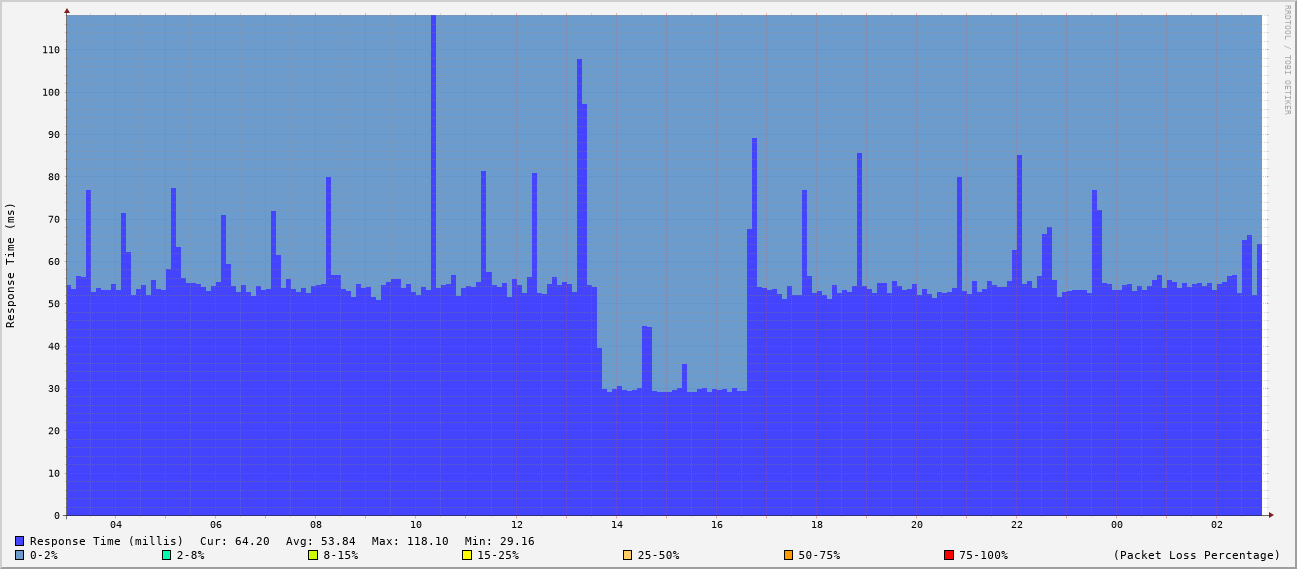 RRDTOOL / TOBI OETIKER
Response Time (ms)
110
100
90
80
70
60
50
40
30
20
10
0
04 06 08 10 12 14 16 18 20 22 00 02
Response Time (millis) Cur: 64.20 Avg: 53.84 Max: 118.10 Min: 29.16
0-2% 2-8% 8-15% 15-25% 25-50% 50-75% 75-100% (Packet Loss Percentage)